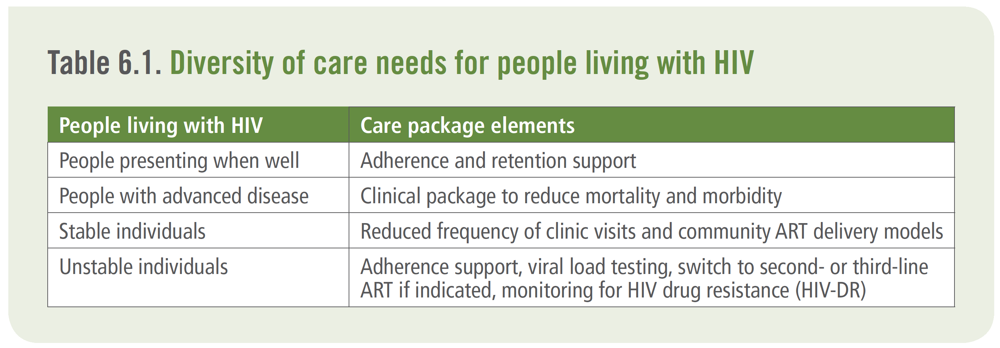 Table 6.1. Diversity of care needs for people living with HIV
People living with HIV
Care package elements
People presenting when well
Adherence and retention support
People with advanced disease
Clinical package to reduce mortality and morbidity
Stable individuals
Reduced frequency of clinic visits and community ART delivery models
Unstable individuals
Adherence support, viral load testing, switch to second- or third-line
ART if indicated, monitoring for HIV drug resistance (HIV-DR)